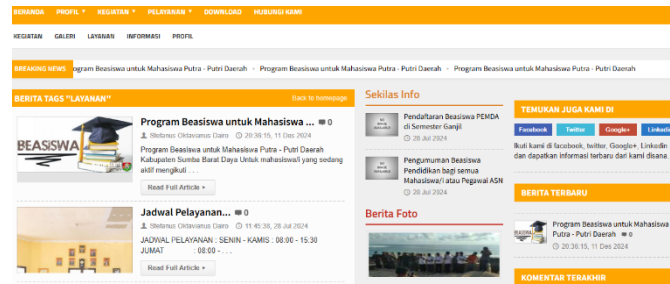 BERANDA PROFIL KEGIATAN PELAYANAN DOWNLOAD HUBUNGI KAMI
KEGIATAN GALERI LAYANAN INFORMASI PROFIL
BREAKING NEWS ogram Beasiswa untuk Mahasiswa Putra - Putri Daerah - Program Beasiswa untuk Mahasiswa Putra - Putri Daerah - Program Beasiswa untuk Mahasiswa Putra - Putri Daerah
BERITA TAGS "LAYANAN" Back to homepage
BEASISWA
Program Beasiswa untuk Mahasiswa ... 0
Stefanus Oktavianus Dairo 20:36:15, 11 Des 2024
Program Beasiswa untuk Mahasiswa Putra - Putri Daerah
Kabupaten Sumba Barat Daya Untuk mahasiswa/i yang sedang
aktif mengikuti . . .
Read Full Article
Jadwal Pelayanan... 0
Stefanus Oktavianus Dairo 11:45:38, 28 Jul 2024
JADWAL PELAYANAN : SENIN - KAMIS : 08:00 - 15:30
JUMAT : 08:00 - . . .
Read Full Article
Sekilas Info
Pendaftaran Beasiswa PEMDA
di Semester Ganjil
28 Jul 2024
Pengumuman Beasiswa
Pendidikan bagi semua
Mahasiswa/i atau Pegawai ASN
28 Jul 2024
Berita Foto
TEMUKAN JUGA KAMI DI
Facebook Twitter Google+ Linkedin
Ikuti kami di facebook, twitter, Google+, Linkedin
dan dapatkan informasi terbaru dari kami disana.
BERITA TERBARU
Program Beasiswa untuk Mahasiswa
Putra - Putri Daerah 0
20:36:15, 11 Des 2024
KOMENTAR TERAKHIR